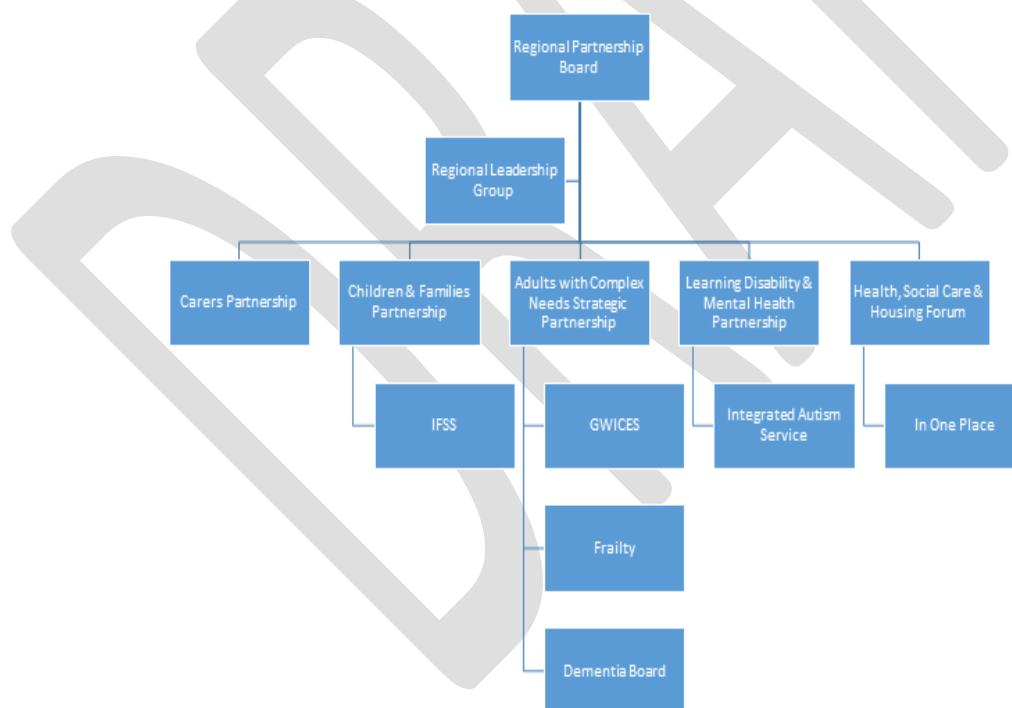 Regional Partnership
Board
Regional Leadership
Group
Carers Partnership
Children & Families
Partnership
Adults with Complex
Needs Strategic
Partnership
Learning Disability &
Mental Health
Partnership
Health, Social Care &
Housing Forum
IFSS
GWICES
Integrated Autism
Service
In One Place
Frailty
Dementia Board